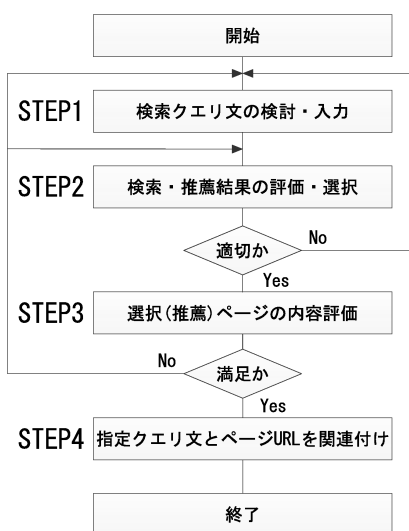 開始
STEP1
検索クエリ文の検討・入力
STEP2
検索・推薦結果の評価・選択
適切か
No
Yes
STEP3
選択(推薦)ページの内容評価
No
満足か
Yes
STEP4
指定クエリ文とページURLを関連付け
終了